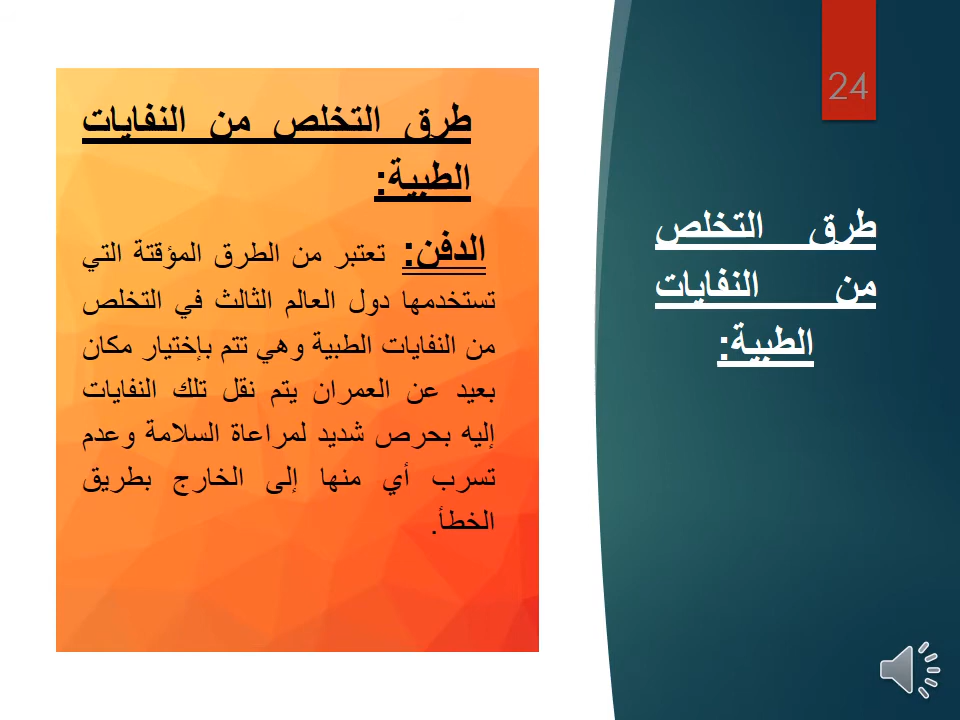 24
طرق التخلص
من النفايات
الطبية:
طرق التخلص من النفايات
الطبية:
الدفن: تعتبر من الطرق المؤقتة التي
تستخدمها دول العالم الثالث في التخلص
من النفايات الطبية وهي تتم بإختيار مكان
بعيد عن العمران يتم نقل تلك النفايات
إليه بحرص شديد لمراعاة السلامة وعدم
تسرب أي منها إلى الخارج بطريق
الخطأ.